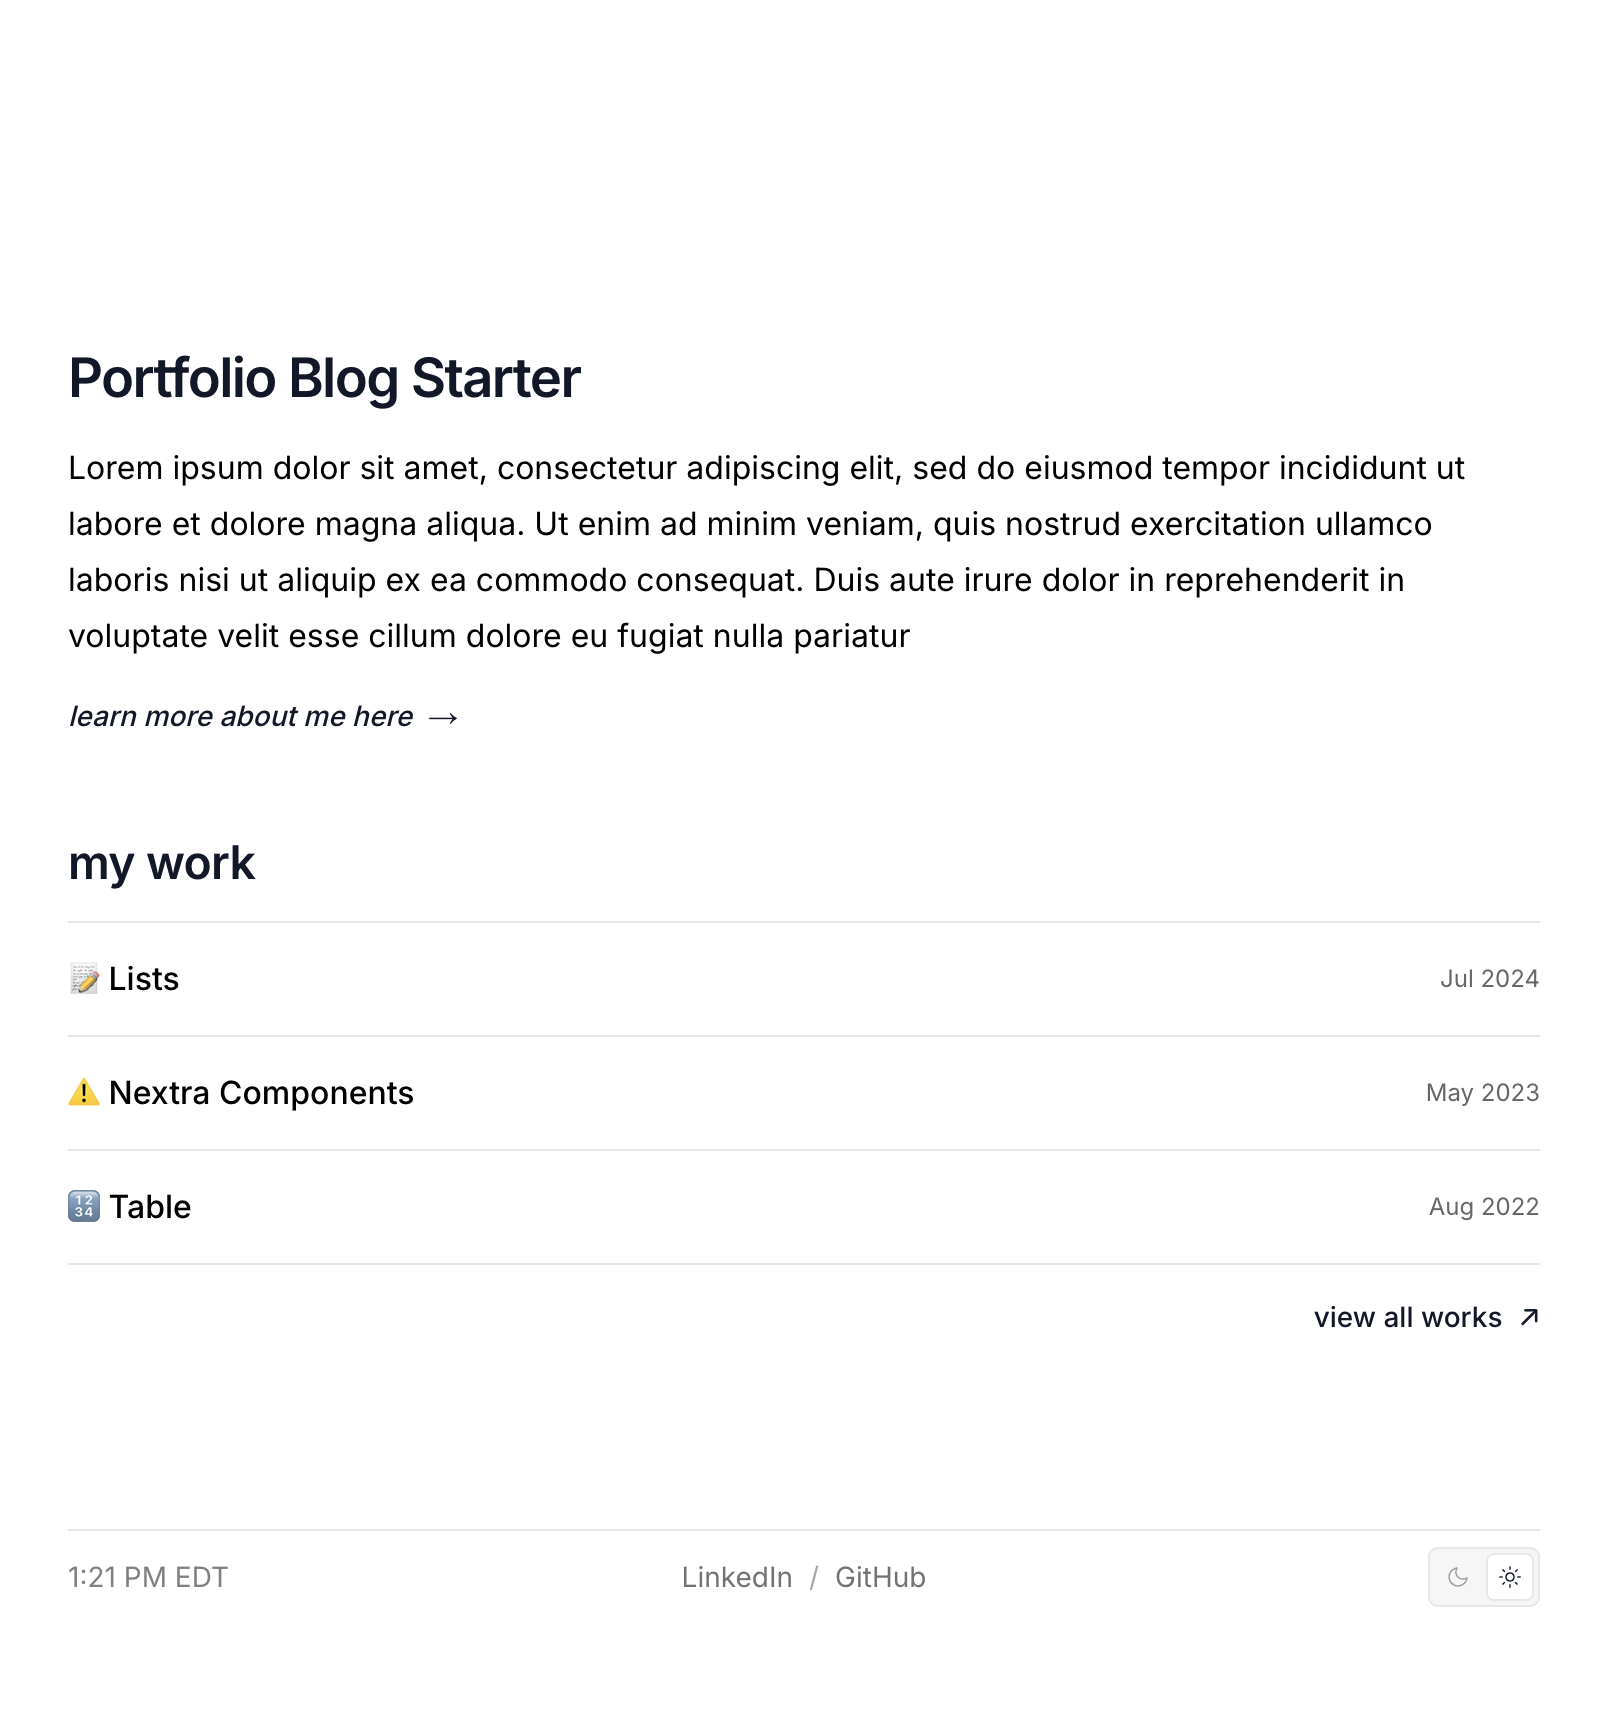 Portfolio Blog Starter
Lorem ipsum dolor sit amet, consectetur adipiscing elit, sed do eiusmod tempor incididunt ut
labore et dolore magna aliqua. Ut enim ad minim veniam, quis nostrud exercitation ullamco
laboris nisi ut aliquip ex ea commodo consequat. Duis aute irure dolor in reprehenderit in
voluptate velit esse cillum dolore eu fugiat nulla pariatur
learn more about me here →
my work
📝 Lists Jul 2024
⚠️ Nextra Components May 2023
🔢 Table Aug 2022
view all works ↗
1:21 PM EDT LinkedIn / GitHub